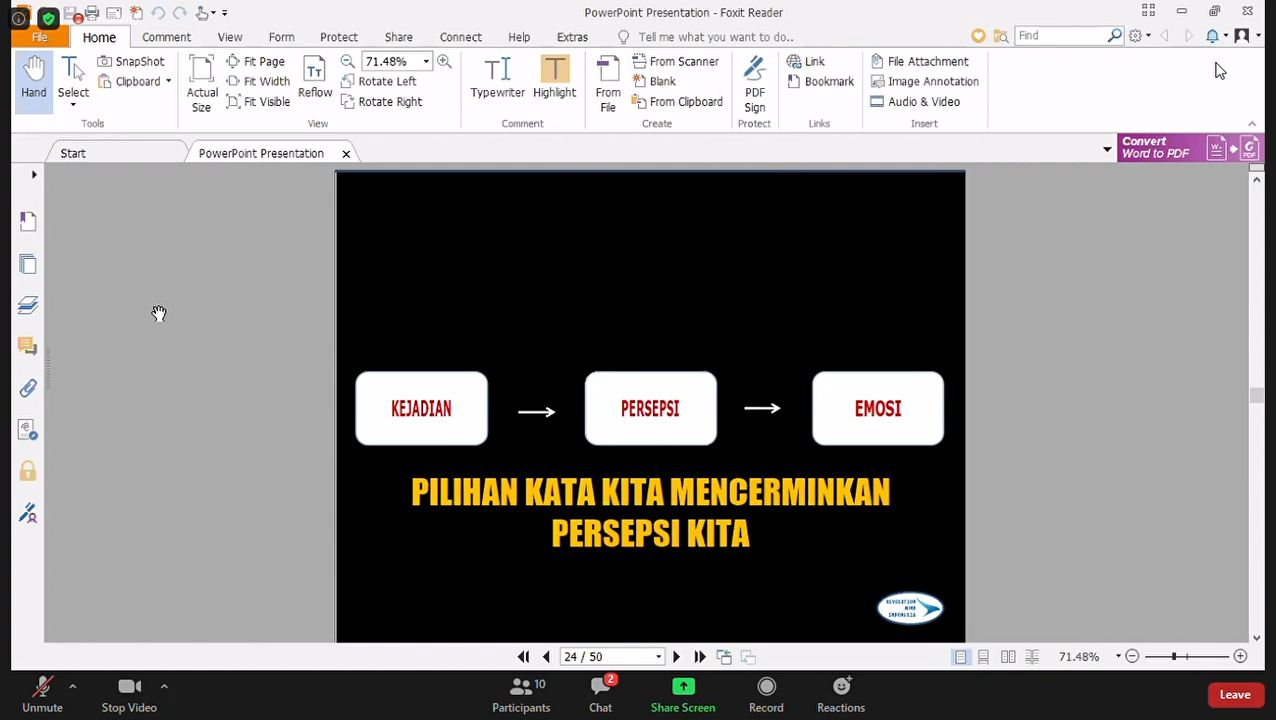 PowerPoint Presentation - Foxit Reader
File
Home
Comment
View
Form
Protect
Share
Connect
Help
Extras
Tell me what you want to do..
Find
Hand
Select
SnapShot
Clipboard
Tools
Actual
Size
Fit Page
Fit Width
Fit Visible
Reflow
71.48%
Rotate Left
Rotate Right
View
Typewriter
Highlight
Comment
From
File
From Scanner
Blank
From Clipboard
Create
PDF
Sign
Protect
Link
Bookmark
Links
File Attachment
Image Annotation
Audio & Video
Insert
Start
PowerPoint Presentation
Convert
Word to PDF
KEJADIAN
PERSEPSI
EMOSI
PILIHAN KATA KITA MENCERMINKAN
PERSEPSI KITA
REVOLUTION
MIND
INDONESIA
24 / 50
71.48%
Unmute
Stop Video
10
Participants
2
Chat
Share Screen
Record
Reactions
Leave